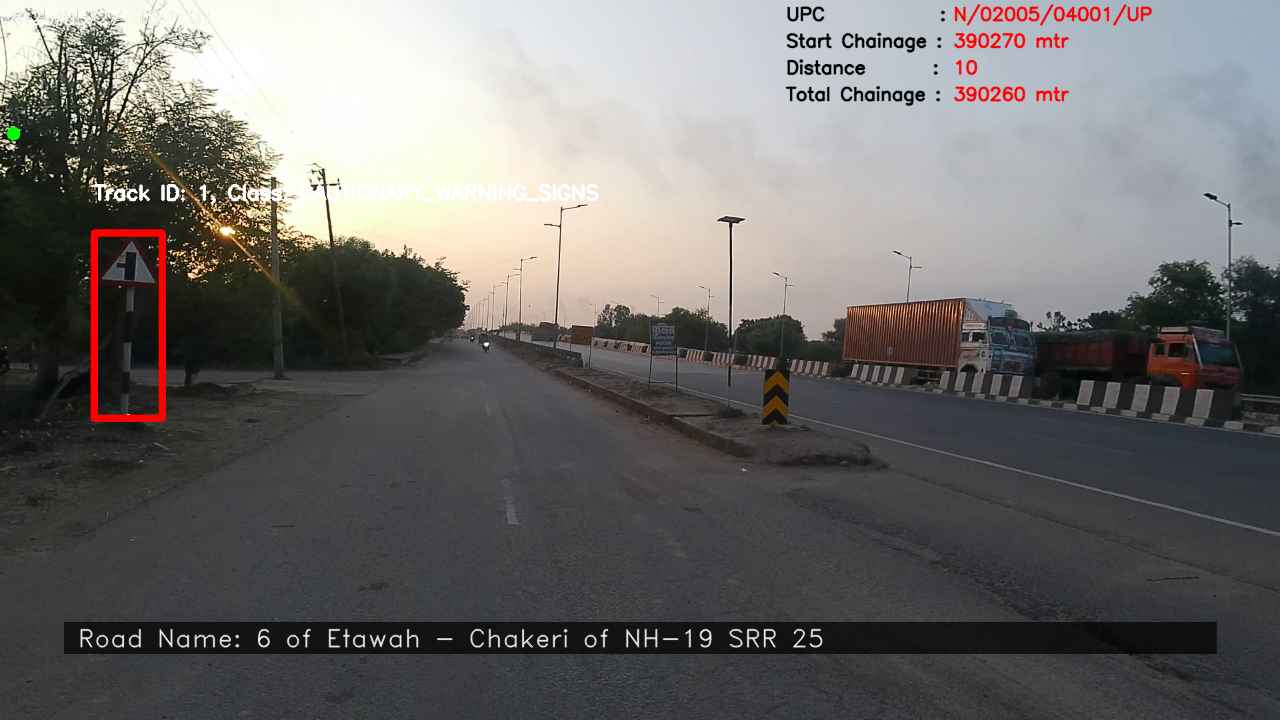 UPC : N/02005/04001/UP
Start Chainage : 390270 mtr
Distance : 10
Total Chainage : 390260 mtr
Track ID: 1, Class: CAUTIONARY_WARNING_SIGNS
Road Name: 6 of Etawah - Chakeri of NH-19 SRR 25